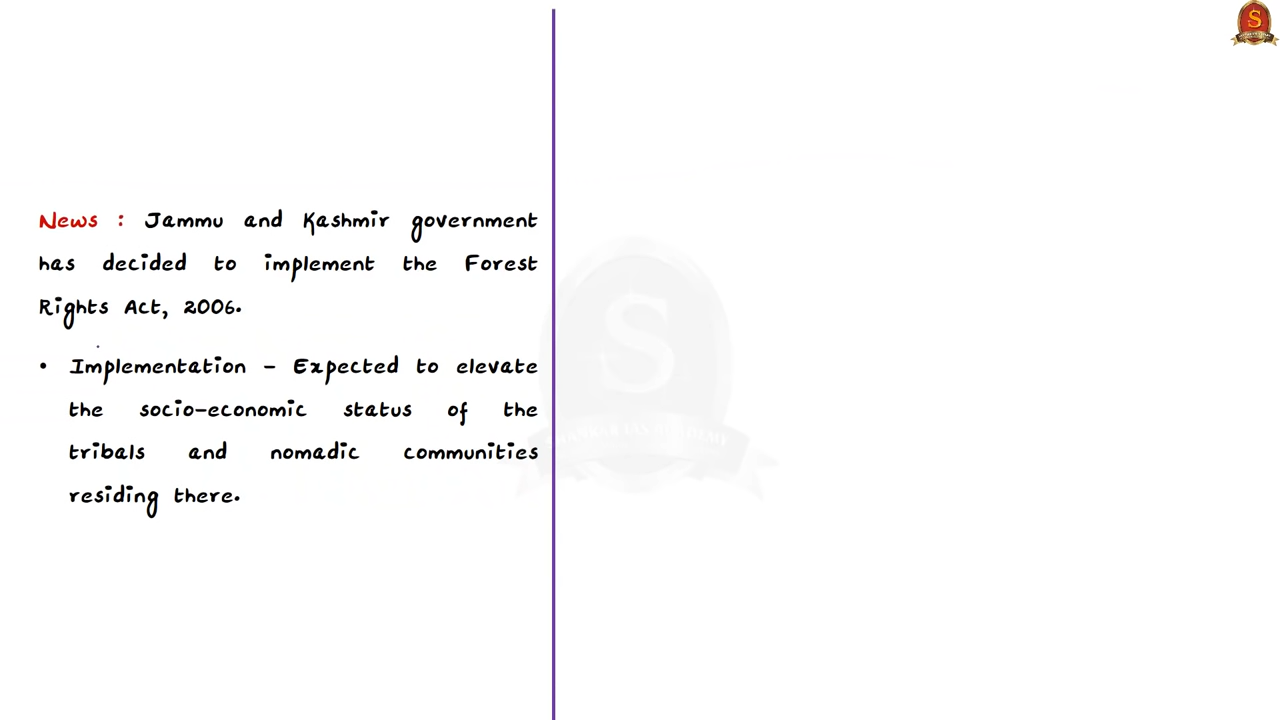 News : Jammu and Kashmir government
has decided to implement the Forest
Rights Act, 2006.
• Implementation - Expected to elevate
the socio-economic status of the
tribals and nomadic communities
residing there.
S